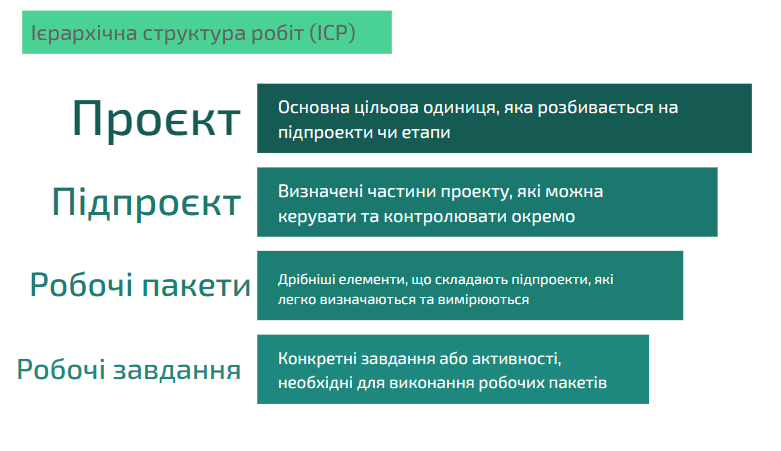 Ієрархічна структура робіт (ІСР)
Проєкт
Основна цільова одиниця, яка розбивається на
підпроекти чи етапи
Підпроєкт
Визначені частини проекту, які можна
керувати та контролювати окремо
Робочі пакети
Дрібніші елементи, що складають підпроекти, які
легко визначаються та вимірюються
Робочі завдання
Конкретні завдання або активності,
необхідні для виконання робочих пакетів